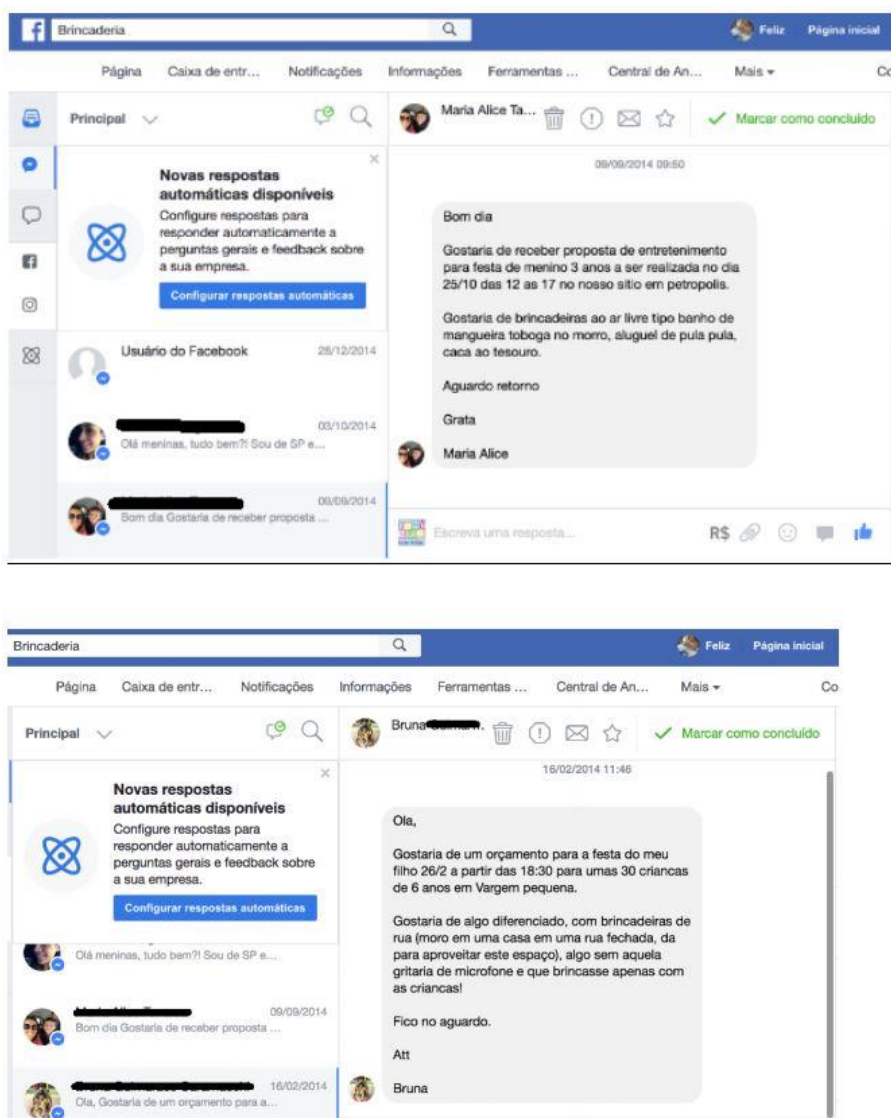 Brincaderia
Feliz Página inicial
Página Caixa de entr... Notificações Informações Ferramentas ... Central de An... Mais Co
Principal
Maria Alice Ta... Marcar como concluído
Novas respostas
automáticas disponíveis
Configure respostas para
responder automaticamente a
perguntas gerais e feedback sobre
a sua empresa.
Configurar respostas automáticas
Usuário do Facebook 28/12/2014
03/10/2014
Olá meninas, tudo bem?! Sou de SP e...
09/09/2014
Bom dia Gostaria de receber proposta ...
09/09/2014 09:50
Bom dia
Gostaria de receber proposta de entretenimento
para festa de menino 3 anos a ser realizada no dia
25/10 das 12 as 17 no nosso sitio em petropolis.
Gostaria de brincadeiras ao ar livre tipo banho de
mangueira toboga no morro, aluguel de pula pula,
caca ao tesouro.
Aguardo retorno
Grata
Maria Alice
Escreva uma resposta...
R$
Brincaderia
Feliz Página inicial
Página Caixa de entr... Notificações Informações Ferramentas ... Central de An... Mais Co
Principal
Bruna Marcar como concluído
Novas respostas
automáticas disponíveis
Configure respostas para
responder automaticamente a
perguntas gerais e feedback sobre
a sua empresa.
Configurar respostas automáticas
Olá meninas, tudo bem?! Sou de SP e...
09/09/2014
Bom dia Gostaria de receber proposta ...
16/02/2014
Ola, Gostaria de um orçamento para a...
16/02/2014 11:46
Ola,
Gostaria de um orçamento para a festa do meu
filho 26/2 a partir das 18:30 para umas 30 criancas
de 6 anos em Vargem pequena.
Gostaria de algo diferenciado, com brincadeiras de
rua (moro em uma casa em uma rua fechada, da
para aproveitar este espaço), algo sem aquela
gritaria de microfone e que brincasse apenas com
as criancas!
Fico no aguardo.
Att
Bruna